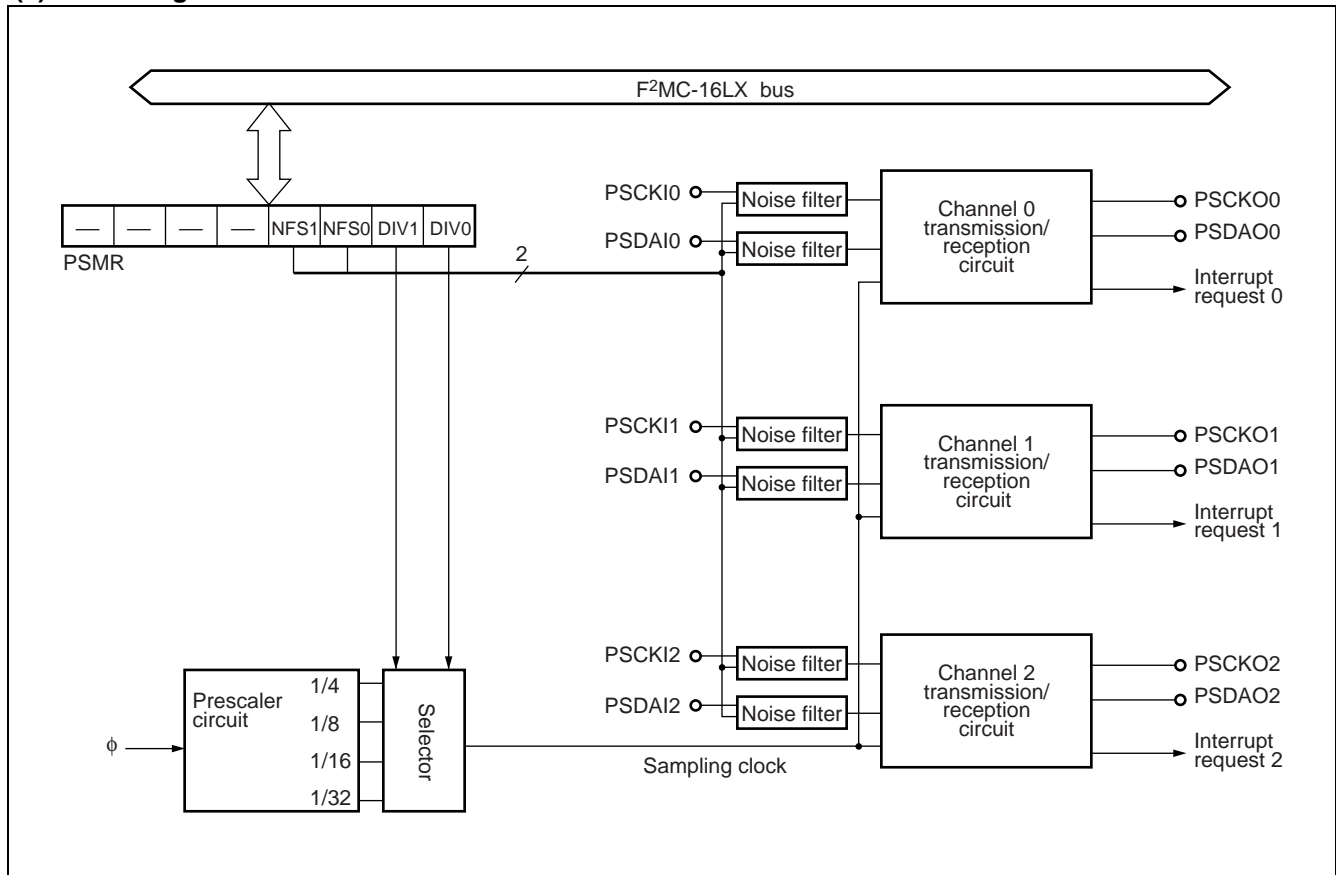 F²MC-16LX bus
— — — — NFS1 NFS0 DIV1 DIV0
PSMR
2
PSCKI0
Noise filter
PSDAI0
Noise filter
Channel 0
transmission/
reception
circuit
PSCKO0
PSDAO0
Interrupt
request 0
PSCKI1
Noise filter
PSDAI1
Noise filter
Channel 1
transmission/
reception
circuit
PSCKO1
PSDAO1
Interrupt
request 1
PSCKI2
Noise filter
PSDAI2
Noise filter
Channel 2
transmission/
reception
circuit
PSCKO2
PSDAO2
Interrupt
request 2
ϕ
Prescaler
circuit
1/4
1/8
1/16
1/32
Selector
Sampling clock